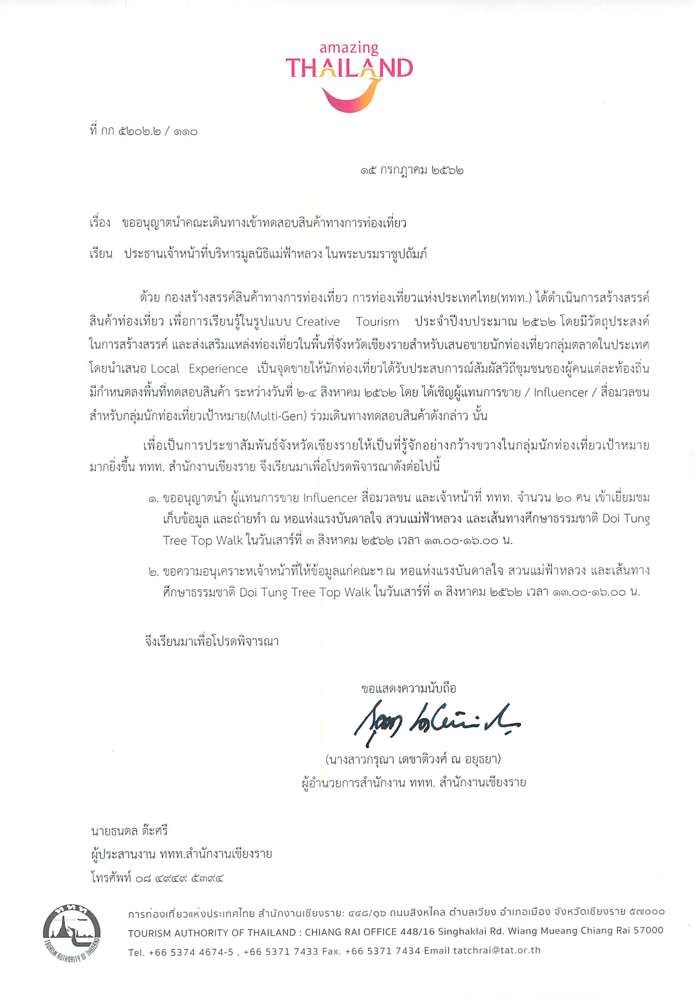 amazing
THAILAND
ที่ กก ๕๒๐๒.๒ / ๑๑๐
๑๕ กรกฎาคม ๒๕๖๒
เรื่อง ขออนุญาตนำคณะเดินทางเข้าทดสอบสินค้าทางการท่องเที่ยว
เรียน ประธานเจ้าหน้าที่บริหารมูลนิธิแม่ฟ้าหลวง ในพระบรมราชูปถัมภ์
ด้วย กองสร้างสรรค์สินค้าทางการท่องเที่ยว การท่องเที่ยวแห่งประเทศไทย(ททท.) ได้ดำเนินการสร้างสรรค์
สินค้าท่องเที่ยว เพื่อการเรียนรู้ในรูปแบบ Creative Tourism ประจำปีงบประมาณ ๒๕๖๒ โดยมีวัตถุประสงค์
ในการสร้างสรรค์ และส่งเสริมแหล่งท่องเที่ยวในพื้นที่จังหวัดเชียงรายสำหรับเสนอขายนักท่องเที่ยวกลุ่มตลาดในประเทศ
โดยนำเสนอ Local Experience เป็นจุดขายให้นักท่องเที่ยวได้รับประสบการณ์สัมผัสวิถีชุมชนชองผู้คนแต่ละท้องถิ่น
มีกำหนดลงพื้นที่ทดสอบสินค้า ระหว่างวันที่ ๒-๔ สิงหาคม ๒๕๖๒ โดย ได้เชิญผู้แทนการขาย / Influencer / สื่อมวลชน
สำหรับกลุ่มนักท่องเที่ยวเป้าหมาย(Multi-Gen) ร่วมเดินทางทดสอบสินค้าดังกล่าว นั้น
เพื่อเป็นการประชาสัมพันธ์จังหวัดเชียงรายให้เป็นที่รู้จักอย่างกว้างขวางในกลุ่มนักท่องเที่ยวเป้าหมาย
มากยิ่งขึ้น ททท. สำนักงานเชียงราย จึงเรียนมาเพื่อโปรดพิจารณาดังต่อไปนี้
๑. ขออนุญาตนำ ผู้แทนการขาย Influencer สื่อมวลชน และเจ้าหน้าที่ ททท. จำนวน ๒๐ คน เข้าเยี่ยมชม
เก็บข้อมูล และถ่ายทำ ณ หอแห่งแรงบันดาลใจ สวนแม่ฟ้าหลวง และเส้นทางศึกษาธรรมชาติ Doi Tung
Tree Top Walk ในวันเสาร์ที่ ๓ สิงหาคม ๒๕๖๒ เวลา ๑๓.๐๐-๑๖.๐๐ น.
๒. ขอความอนุเคราะหเจ้าหน้าที่ให้ข้อมูลแก่คณะฯ ณ หอแห่งแรงบันดาลใจ สวนแม่ฟ้าหลวง และเส้นทาง
ศึกษาธรรมชาติ Doi Tung Tree Top Walk ในวันเสาร์ที่ ๓ สิงหาคม ๒๕๖๒ เวลา ๑๓.๐๐-๑๖.๐๐ น.
จึงเรียนมาเพื่อโปรดพิจารณา
ขอแสดงความนับถือ
(นางสาวกรุณา เดชาติวงศ์ ณ อยุธยา)
ผู้อำนวยการสำนักงาน ททท. สำนักงานเชียงราย
นายธนดล ต๊ะศรี
ผู้ประสานงาน ททท.สำนักงานเชียงราย
โทรศัพท์ ๐๘ ๔๙๔๙ ๕๓๙๔
ททท
TOURISM AUTHORITY OF THAILAND
การท่องเที่ยวแห่งประเทศไทย สำนักงานเชียงราย: ๔๔๘/๑๖ ถนนสิงหไคล ตำบลเวียง อำเภอเมือง จังหวัดเชียงราย ๕๗๐๐๐
TOURISM AUTHORITY OF THAILAND : CHIANG RAI OFFICE 448/16 Singhaklai Rd. Wiang Mueang Chiang Rai 57000
Tel. +66 5374 4674-5 , +66 5371 7433 Fax. +66 5371 7434 Email tatchrai@tat.or.th